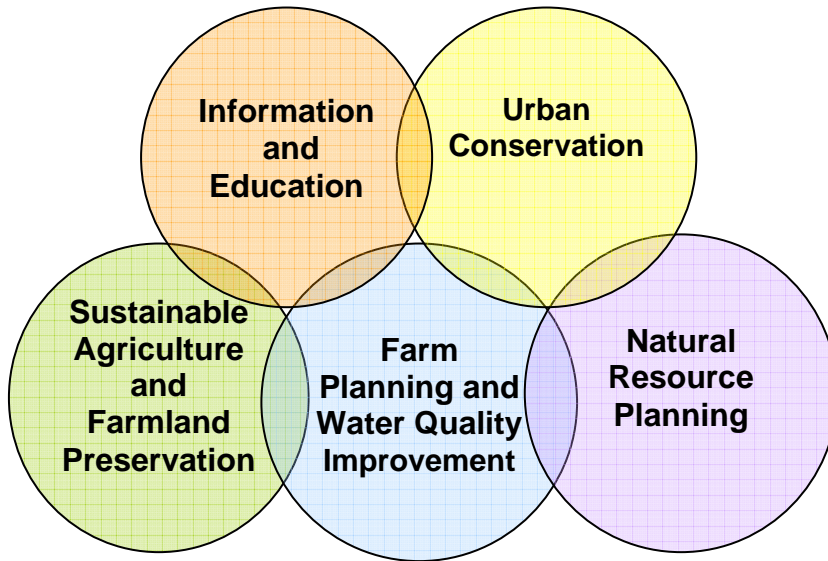 Information
and
Education
Urban
Conservation
Sustainable
Agriculture
and
Farmland
Preservation
Farm
Planning and
Water Quality
Improvement
Natural
Resource
Planning